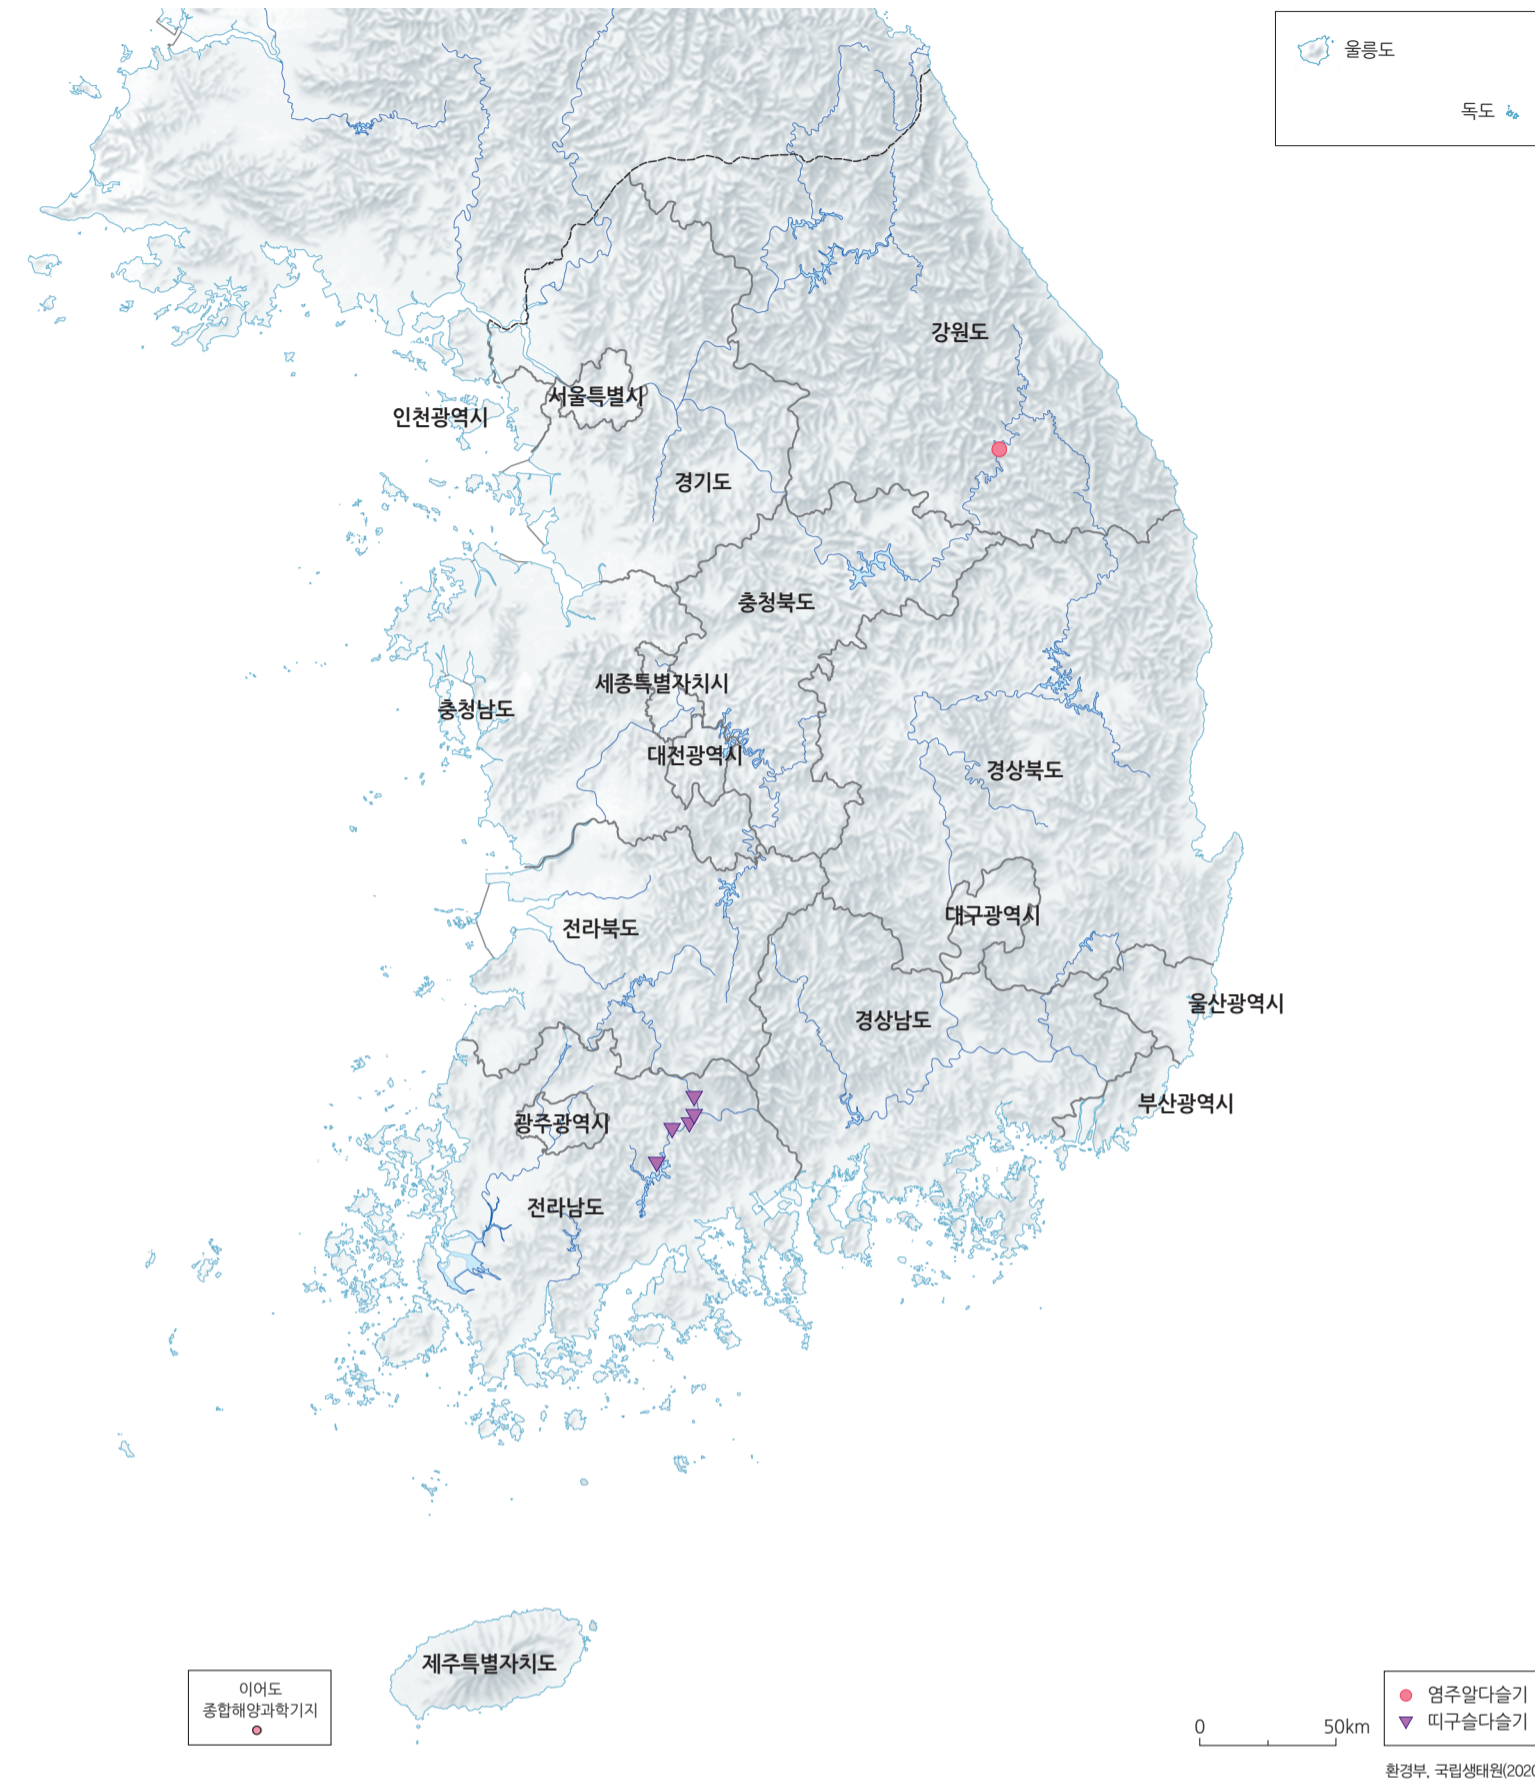 울릉도
독도
강원도
서울특별시
인천광역시
경기도
충청북도
세종특별자치시
충청남도
대전광역시
경상북도
대구광역시
전라북도
울산광역시
경상남도
부산광역시
광주광역시
전라남도
제주특별자치도
이어도
종합해양과학기지
0 50km
염주알다슬기
띠구슬다슬기
환경부, 국립생태원(2020